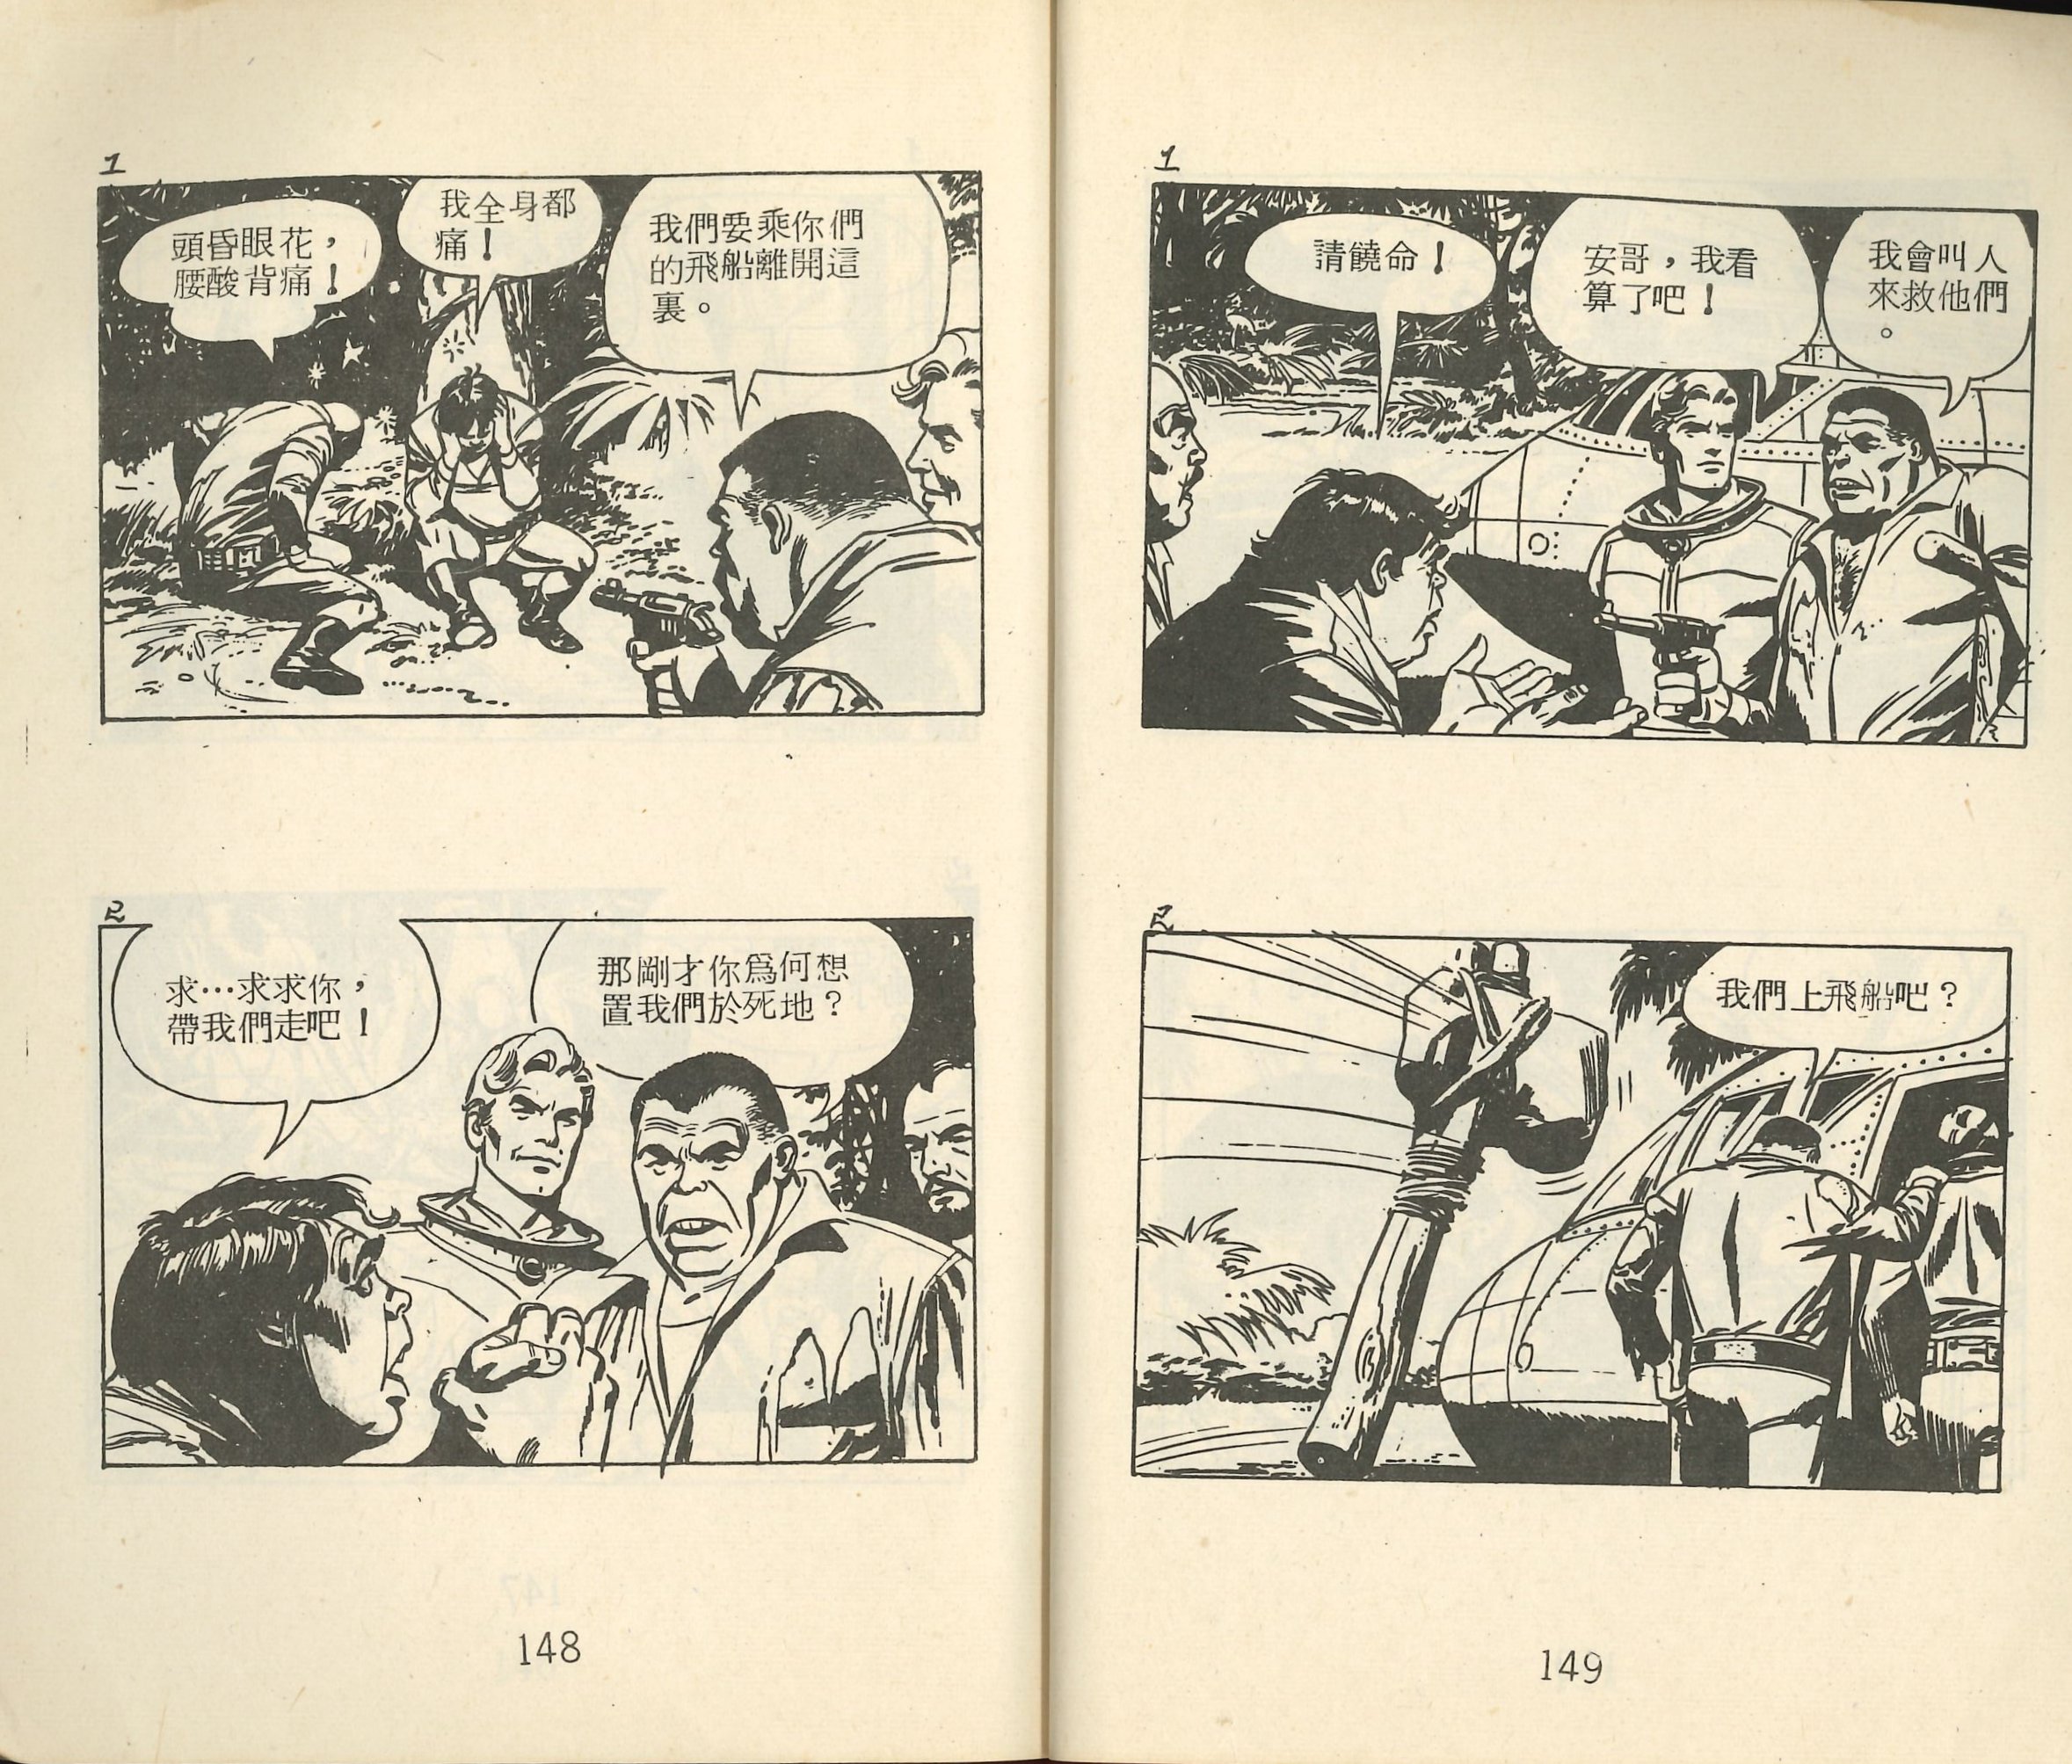 1
頭昏眼花，
腰酸背痛！
我全身都
痛！
我們要乘你們
的飛船離開這
裏。
2
求…求求你，
帶我們走吧！
那剛才你爲何想
置我們於死地？
148
1
請饒命！
安哥，我看
算了吧！
我會叫人
來救他們
。
2
我們上飛船吧？
149